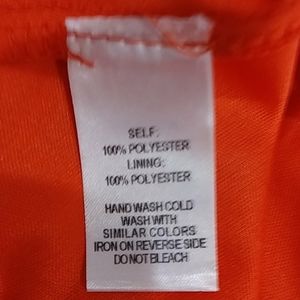 SELF:
100% POLYESTER
LINING:
100% POLYESTER
HAND WASH COLD
WASH WITH
SIMILAR COLORS
IRON ON REVERSE SIDE
DO NOT BLEACH